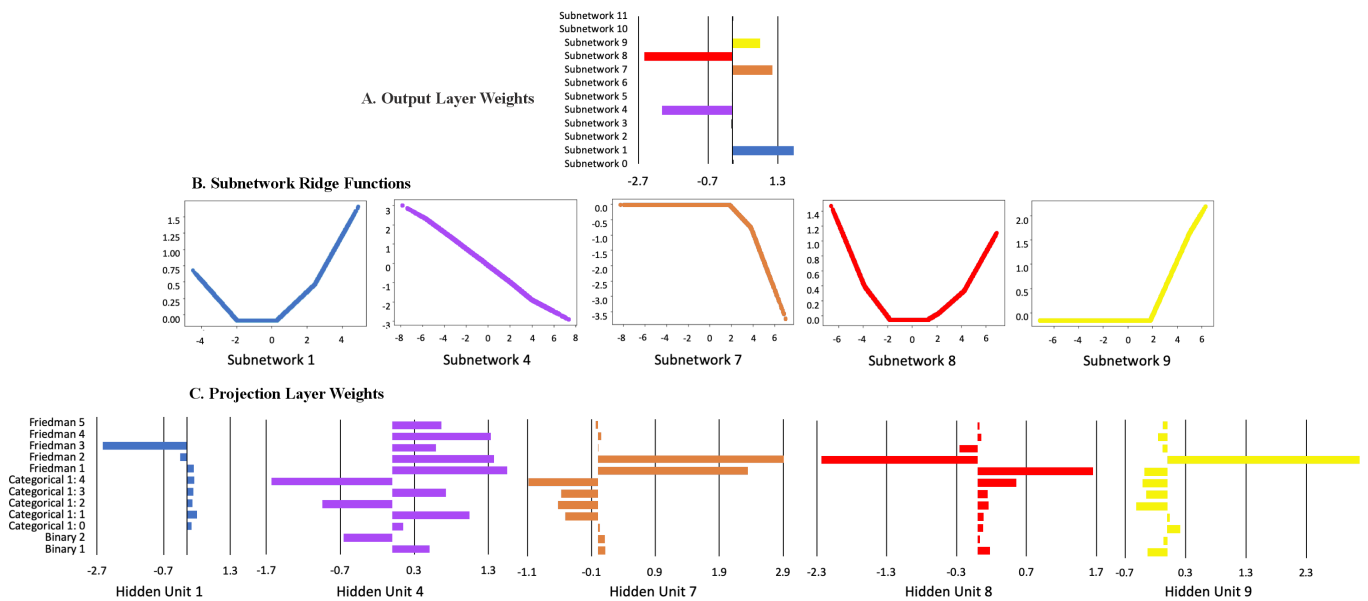 Subnetwork 11
Subnetwork 10
Subnetwork 9
Subnetwork 8
Subnetwork 7
Subnetwork 6
Subnetwork 5
Subnetwork 4
Subnetwork 3
Subnetwork 2
Subnetwork 1
Subnetwork 0
A. Output Layer Weights
-2.7 -0.7 1.3
B. Subnetwork Ridge Functions
1.5
1.25
1.00
0.75
0.5
0.25
0.00
-4 -2 0 2 4
Subnetwork 1
3
2
1
0
-1
-2
-3
-8 -6 -4 -2 0 2 4 6 8
Subnetwork 4
0.0
-0.5
-1.0
-1.5
-2.0
-2.5
-3.0
-3.5
-8 -6 -4 -2 0 2 4 6
Subnetwork 7
1.4
1.2
1.0
0.8
0.6
0.4
0.2
0.0
-6 -4 -2 0 2 4 6
Subnetwork 8
2.0
1.5
1.0
0.5
0.0
-6 -4 -2 0 2 4 6
Subnetwork 9
C. Projection Layer Weights
Friedman 5
Friedman 4
Friedman 3
Friedman 2
Friedman 1
Categorical 1: 4
Categorical 1: 3
Categorical 1: 2
Categorical 1: 1
Categorical 1: 0
Binary 2
Binary 1
-2.7 -0.7 1.3
Hidden Unit 1
-1.7 -0.7 0.3 1.3
Hidden Unit 4
-1.1 -0.1 0.9 1.9 2.9
Hidden Unit 7
-2.3 -1.3 -0.3 0.7 1.7
Hidden Unit 8
-0.7 0.3 1.3 2.3
Hidden Unit 9